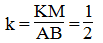 k = KM/AB = 1/2